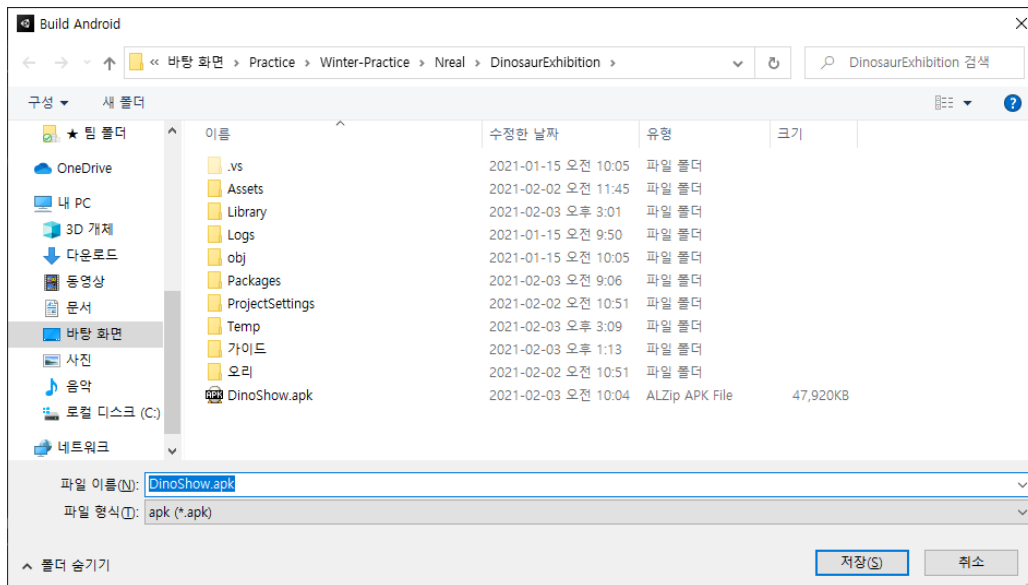 Build Android
« 바탕 화면 > Practice > Winter-Practice > Nreal > DinosaurExhibition >
DinosaurExhibition 검색
구성 새 폴더
이름 수정한 날짜 유형 크기
★ 팀 폴더
OneDrive
내 PC
3D 개체
다운로드
동영상
문서
바탕 화면
사진
음악
로컬 디스크 (C:)
네트워크
.vs 2021-01-15 오전 10:05 파일 폴더
Assets 2021-02-02 오전 11:45 파일 폴더
Library 2021-02-03 오후 3:01 파일 폴더
Logs 2021-01-15 오전 9:50 파일 폴더
obj 2021-01-15 오전 10:05 파일 폴더
Packages 2021-02-03 오전 9:06 파일 폴더
ProjectSettings 2021-02-02 오전 10:51 파일 폴더
Temp 2021-02-03 오후 3:09 파일 폴더
가이드 2021-02-03 오후 1:13 파일 폴더
오리 2021-02-02 오전 10:51 파일 폴더
APK DinoShow.apk 2021-02-03 오전 10:04 ALZip APK File 47,920KB
파일 이름(N): DinoShow.apk
파일 형식(T): apk (*.apk)
폴더 숨기기
저장(S) 취소